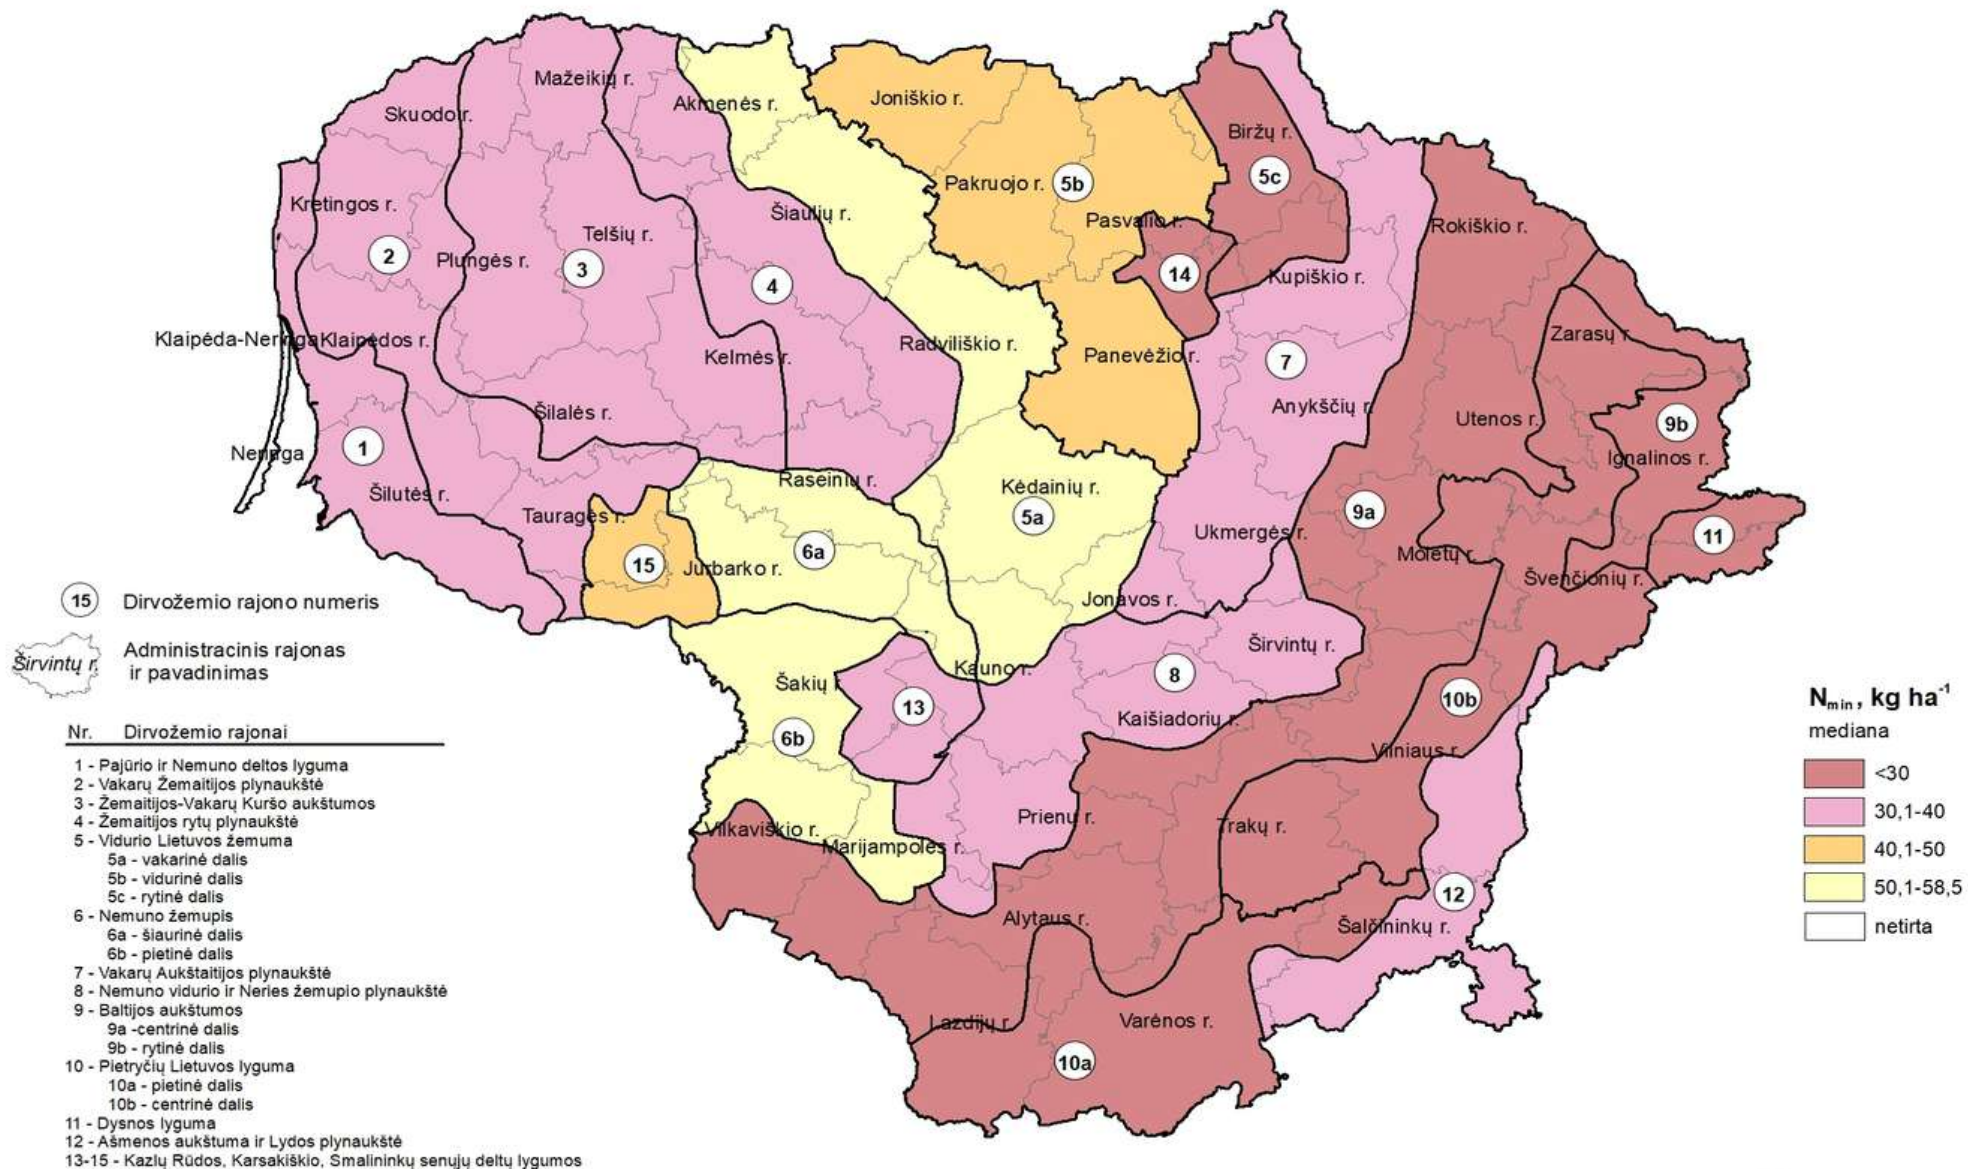 Mažeikių r.
Skuodo r.
Akmenės r.
Joniškio r.
Biržų r.
5c
Pakruojo r.
5b
Kretingos r.
Šiaulių r.
Pasvalio r.
Rokiškio r.
Telšių r.
2
Plungės r.
3
4
14
Kupiškio r.
Klaipėda-Neringa
Klaipėdos r.
Zarasų r.
Radviliškio r.
Kelmės r.
Panevėžio r.
7
Anykščių r.
Šilalės r.
Utenos r.
9b
1
Neringa
Ignalinos r.
Raseinių r.
Kėdainių r.
Šilutės r.
5a
9a
Tauragės r.
Ukmergės r.
11
6a
Molėtų r.
15
Jurbarko r.
Švenčionių r.
Jonavos r.
15 Dirvožemio rajono numeris
Širvintų r.
Administracinis rajonas
ir pavadinimas
Širvintų r.
Kauno r.
8
Šakių r.
13
10b
Kaišiadorių r.
6b
Vilniaus r.
Prienų r.
Trakų r.
Vilkaviškio r.
Marijampolės r.
12
Alytaus r.
Šalčininkų r.
Lazdijų r.
Varėnos r.
10a
Nr. Dirvožemio rajonai
1 - Pajūrio ir Nemuno deltos lyguma
2 - Vakarų Žemaitijos plynaukštė
3 - Žemaitijos-Vakarų Kuršo aukštumos
4 - Žemaitijos rytų plynaukštė
5 - Vidurio Lietuvos žemuma
5a - vakarinė dalis
5b - vidurinė dalis
5c - rytinė dalis
6 - Nemuno žemupis
6a - šiaurinė dalis
6b - pietinė dalis
7 - Vakarų Aukštaitijos plynaukštė
8 - Nemuno vidurio ir Neries žemupio plynaukštė
9 - Baltijos aukštumos
9a -centrinė dalis
9b - rytinė dalis
10 - Pietryčių Lietuvos lyguma
10a - pietinė dalis
10b - centrinė dalis
11 - Dysnos lyguma
12 - Ašmenos aukštuma ir Lydos plynaukštė
13-15 - Kazlų Rūdos, Karsakiškio, Smalininkų senųjų deltų lygumos
Nmin, kg ha-1
mediana
<30
30,1-40
40,1-50
50,1-58,5
netirta